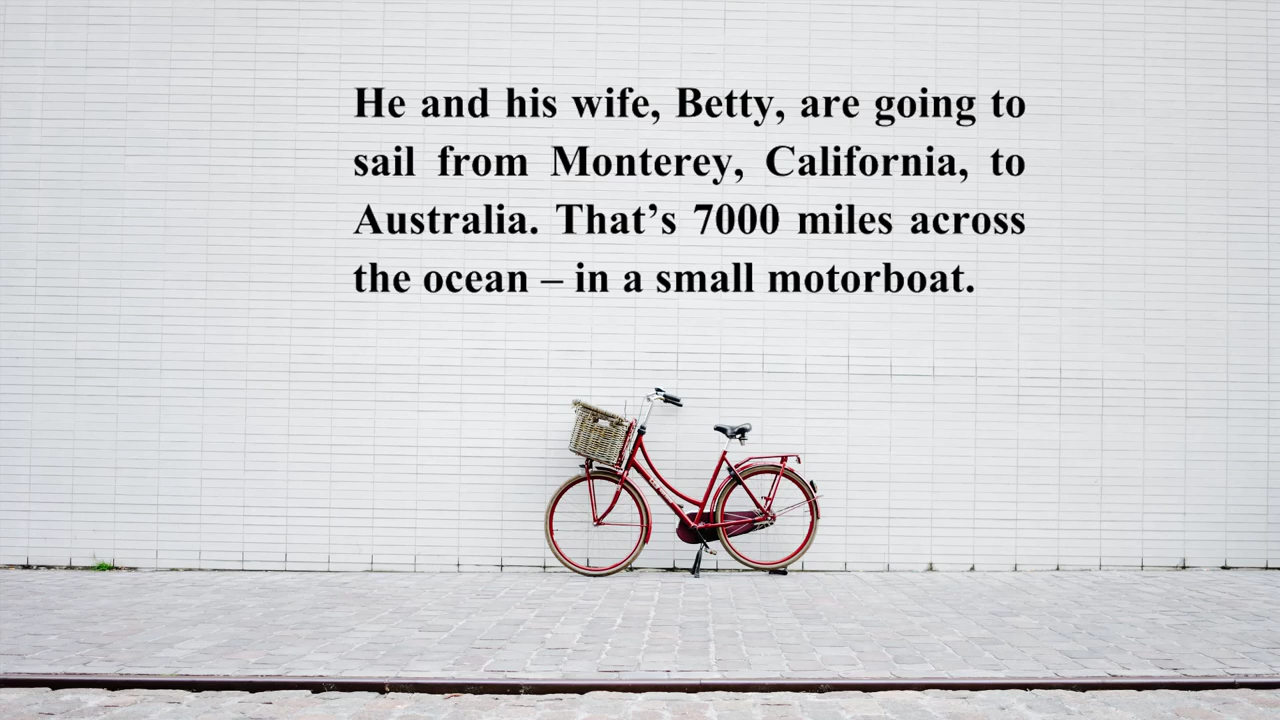 He and his wife, Betty, are going to
sail from Monterey, California, to
Australia. That’s 7000 miles across
the ocean – in a small motorboat.